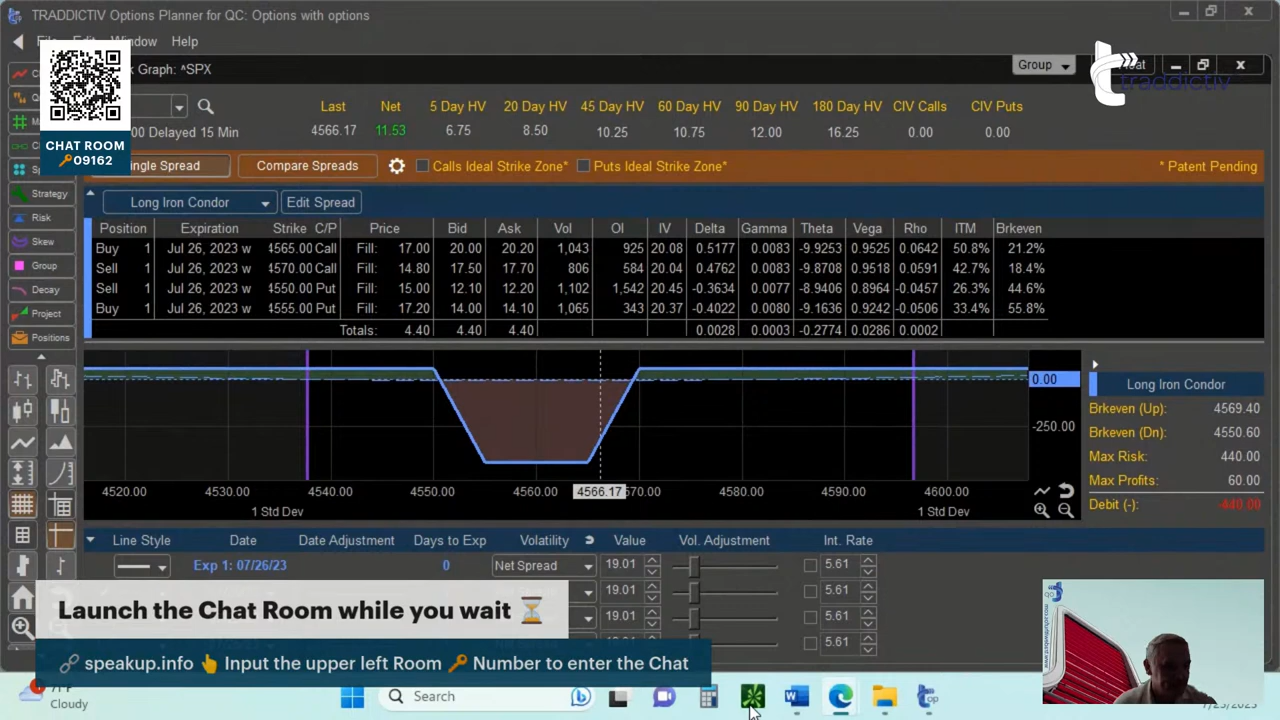 TRADDICTIV Options Planner for QC: Options with options
File Edit Window Help
Graph: ^SPX
Group
traddictiv
CHAT ROOM
09162
Last Net 5 Day HV 20 Day HV 45 Day HV 60 Day HV 90 Day HV 180 Day HV CIV Calls CIV Puts
00 Delayed 15 Min 4566.17 11.53 6.75 8.50 10.25 10.75 12.00 16.25 0.00 0.00
Single Spread Compare Spreads Calls Ideal Strike Zone* Puts Ideal Strike Zone* * Patent Pending
Long Iron Condor Edit Spread
Position Expiration Strike C/P Price Bid Ask Vol OI IV Delta Gamma Theta Vega Rho ITM Brkeven
Buy 1 Jul 26, 2023 w 4565.00 Call Fill: 17.00 20.00 20.20 1,043 925 20.08 0.5177 0.0083 -9.9253 0.9525 0.0642 50.8% 21.2%
Sell 1 Jul 26, 2023 w 4570.00 Call Fill: 14.80 17.50 17.70 806 584 20.04 0.4762 0.0083 -9.8708 0.9518 0.0591 42.7% 18.4%
Sell 1 Jul 26, 2023 w 4550.00 Put Fill: 15.00 12.10 12.20 1,102 1,542 20.45 -0.3634 0.0077 -8.9406 0.8964 -0.0457 26.3% 44.6%
Buy 1 Jul 26, 2023 w 4555.00 Put Fill: 17.20 14.00 14.10 1,065 343 20.37 -0.4022 0.0080 -9.1636 0.9242 -0.0506 33.4% 55.8%
Totals: 4.40 4.40 4.40 0.0028 0.0003 -0.2774 0.0286 0.0002
Strategy
Risk
Skew
Group
Decay
Project
Positions
0.00
-250.00
4520.00 4530.00 4540.00 4550.00 4560.00 4566.17 570.00 4580.00 4590.00 4600.00
1 Std Dev 1 Std Dev
Long Iron Condor
Brkeven (Up): 4569.40
Brkeven (Dn): 4550.60
Max Risk: 440.00
Max Profits: 60.00
Debit (-): -440.00
Line Style Date Date Adjustment Days to Exp Volatility Value Vol. Adjustment Int. Rate
Exp 1: 07/26/23 0 Net Spread 19.01 5.61
19.01 5.61
19.01 5.61
19.01 5.61
Launch the Chat Room while you wait ⏳
🔗 speakup.info 👆 Input the upper left Room 🔑 Number to enter the Chat
Cloudy
Search